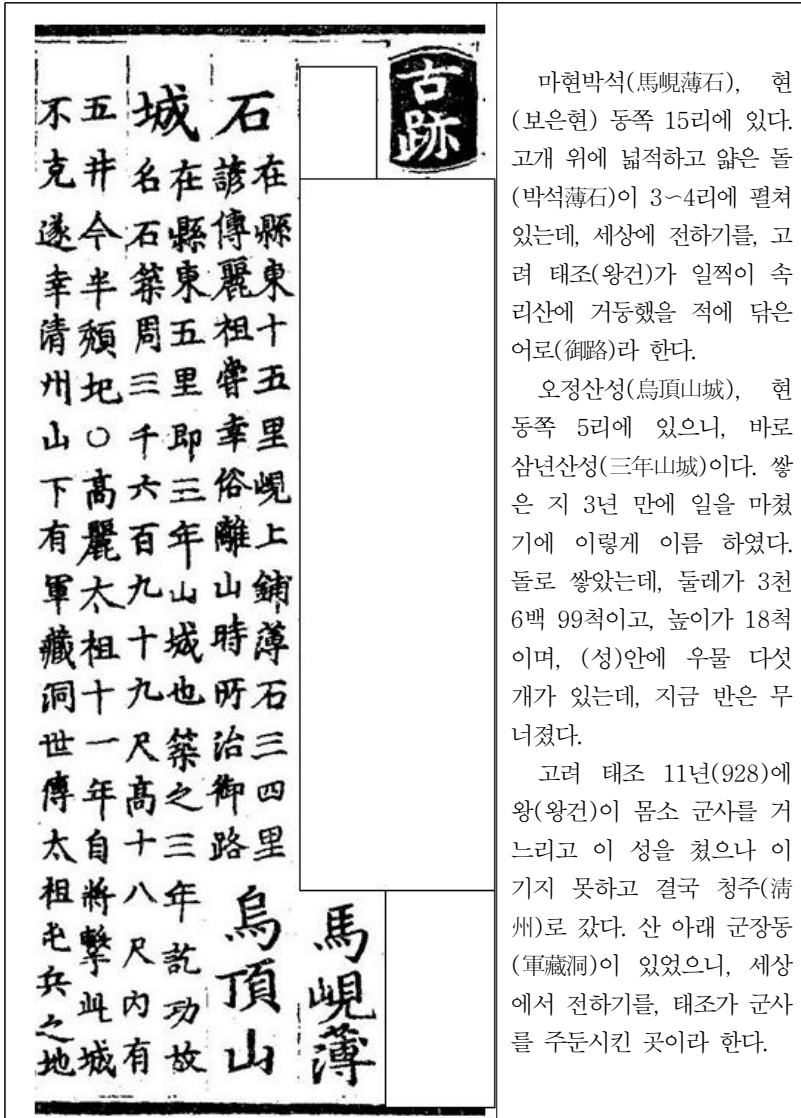 古跡
馬峴薄
石
在縣東十五里峴上鋪薄石三四里
諺傳麗祖嘗幸俗離山時所治御路
烏頂山
城
在縣東五里即三年山城也築之三年訖功故
名石築周三千六百九十九尺高十八尺內有
五井今半頹圮○高麗太祖十一年自將擊此城
不克遂幸清州山下有軍藏洞世傳太祖屯兵之地
마현박석(馬峴薄石), 현
(보은현) 동쪽 15리에 있다.
고개 위에 넓적하고 얇은 돌
(박석薄石)이 3~4리에 펼쳐
있는데, 세상에 전하기를, 고
려 태조(왕건)가 일찍이 속
리산에 거둥했을 적에 닦은
어로(御路)라 한다.
오정산성(烏頂山城), 현
동쪽 5리에 있으니, 바로
삼년산성(三年山城)이다. 쌓
은 지 3년 만에 일을 마쳤
기에 이렇게 이름 하였다.
돌로 쌓았는데, 둘레가 3천
6백 99척이고, 높이가 18척
이며, (성)안에 우물 다섯
개가 있는데, 지금 반은 무
너졌다.
고려 태조 11년(928)에
왕(왕건)이 몸소 군사를 거
느리고 이 성을 쳤으나 이
기지 못하고 결국 청주(淸
州)로 갔다. 산 아래 군장동
(軍藏洞)이 있었으니, 세상
에서 전하기를, 태조가 군사
를 주둔시킨 곳이라 한다.